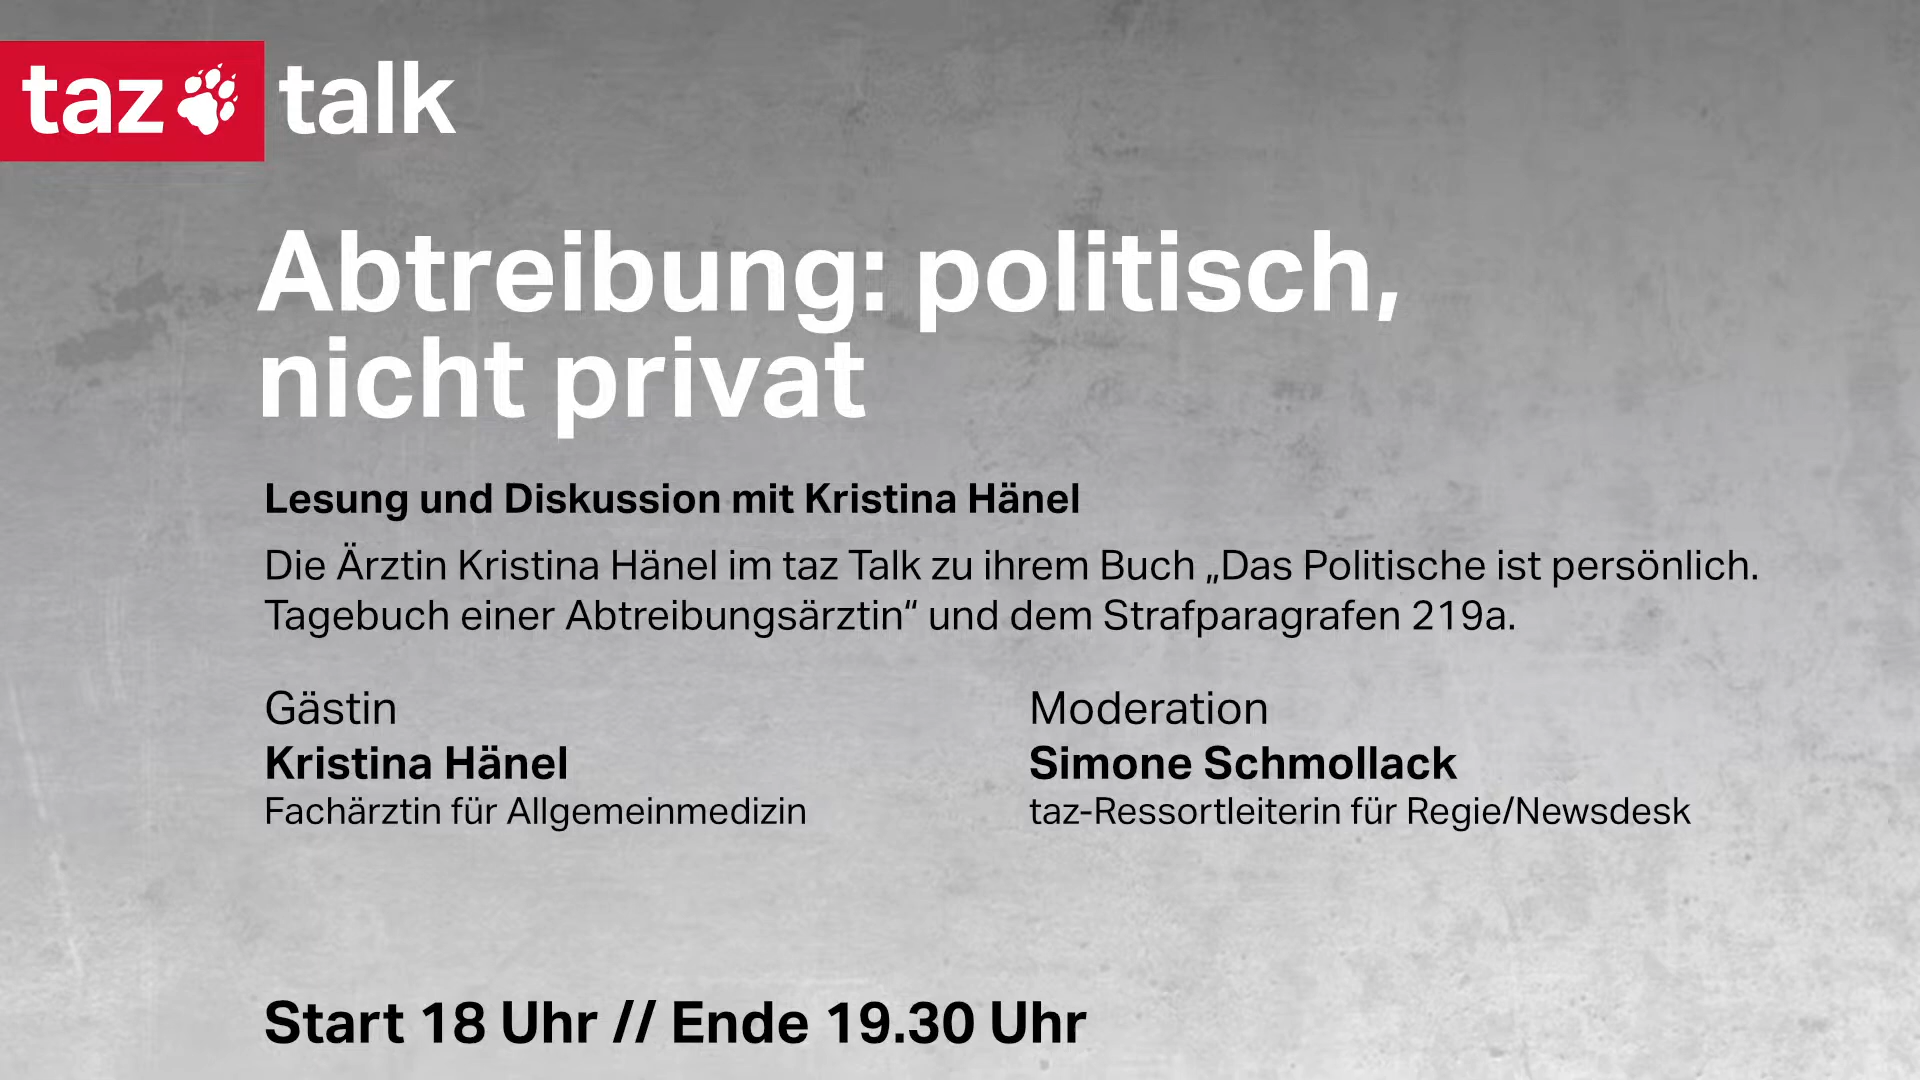 taz talk
Abtreibung: politisch,
nicht privat
Lesung und Diskussion mit Kristina Hänel
Die Ärztin Kristina Hänel im taz Talk zu ihrem Buch „Das Politische ist persönlich.
Tagebuch einer Abtreibungsärztin“ und dem Strafparagrafen 219a.
Gästin
Kristina Hänel
Fachärztin für Allgemeinmedizin
Moderation
Simone Schmollack
taz-Ressortleiterin für Regie/Newsdesk
Start 18 Uhr // Ende 19.30 Uhr